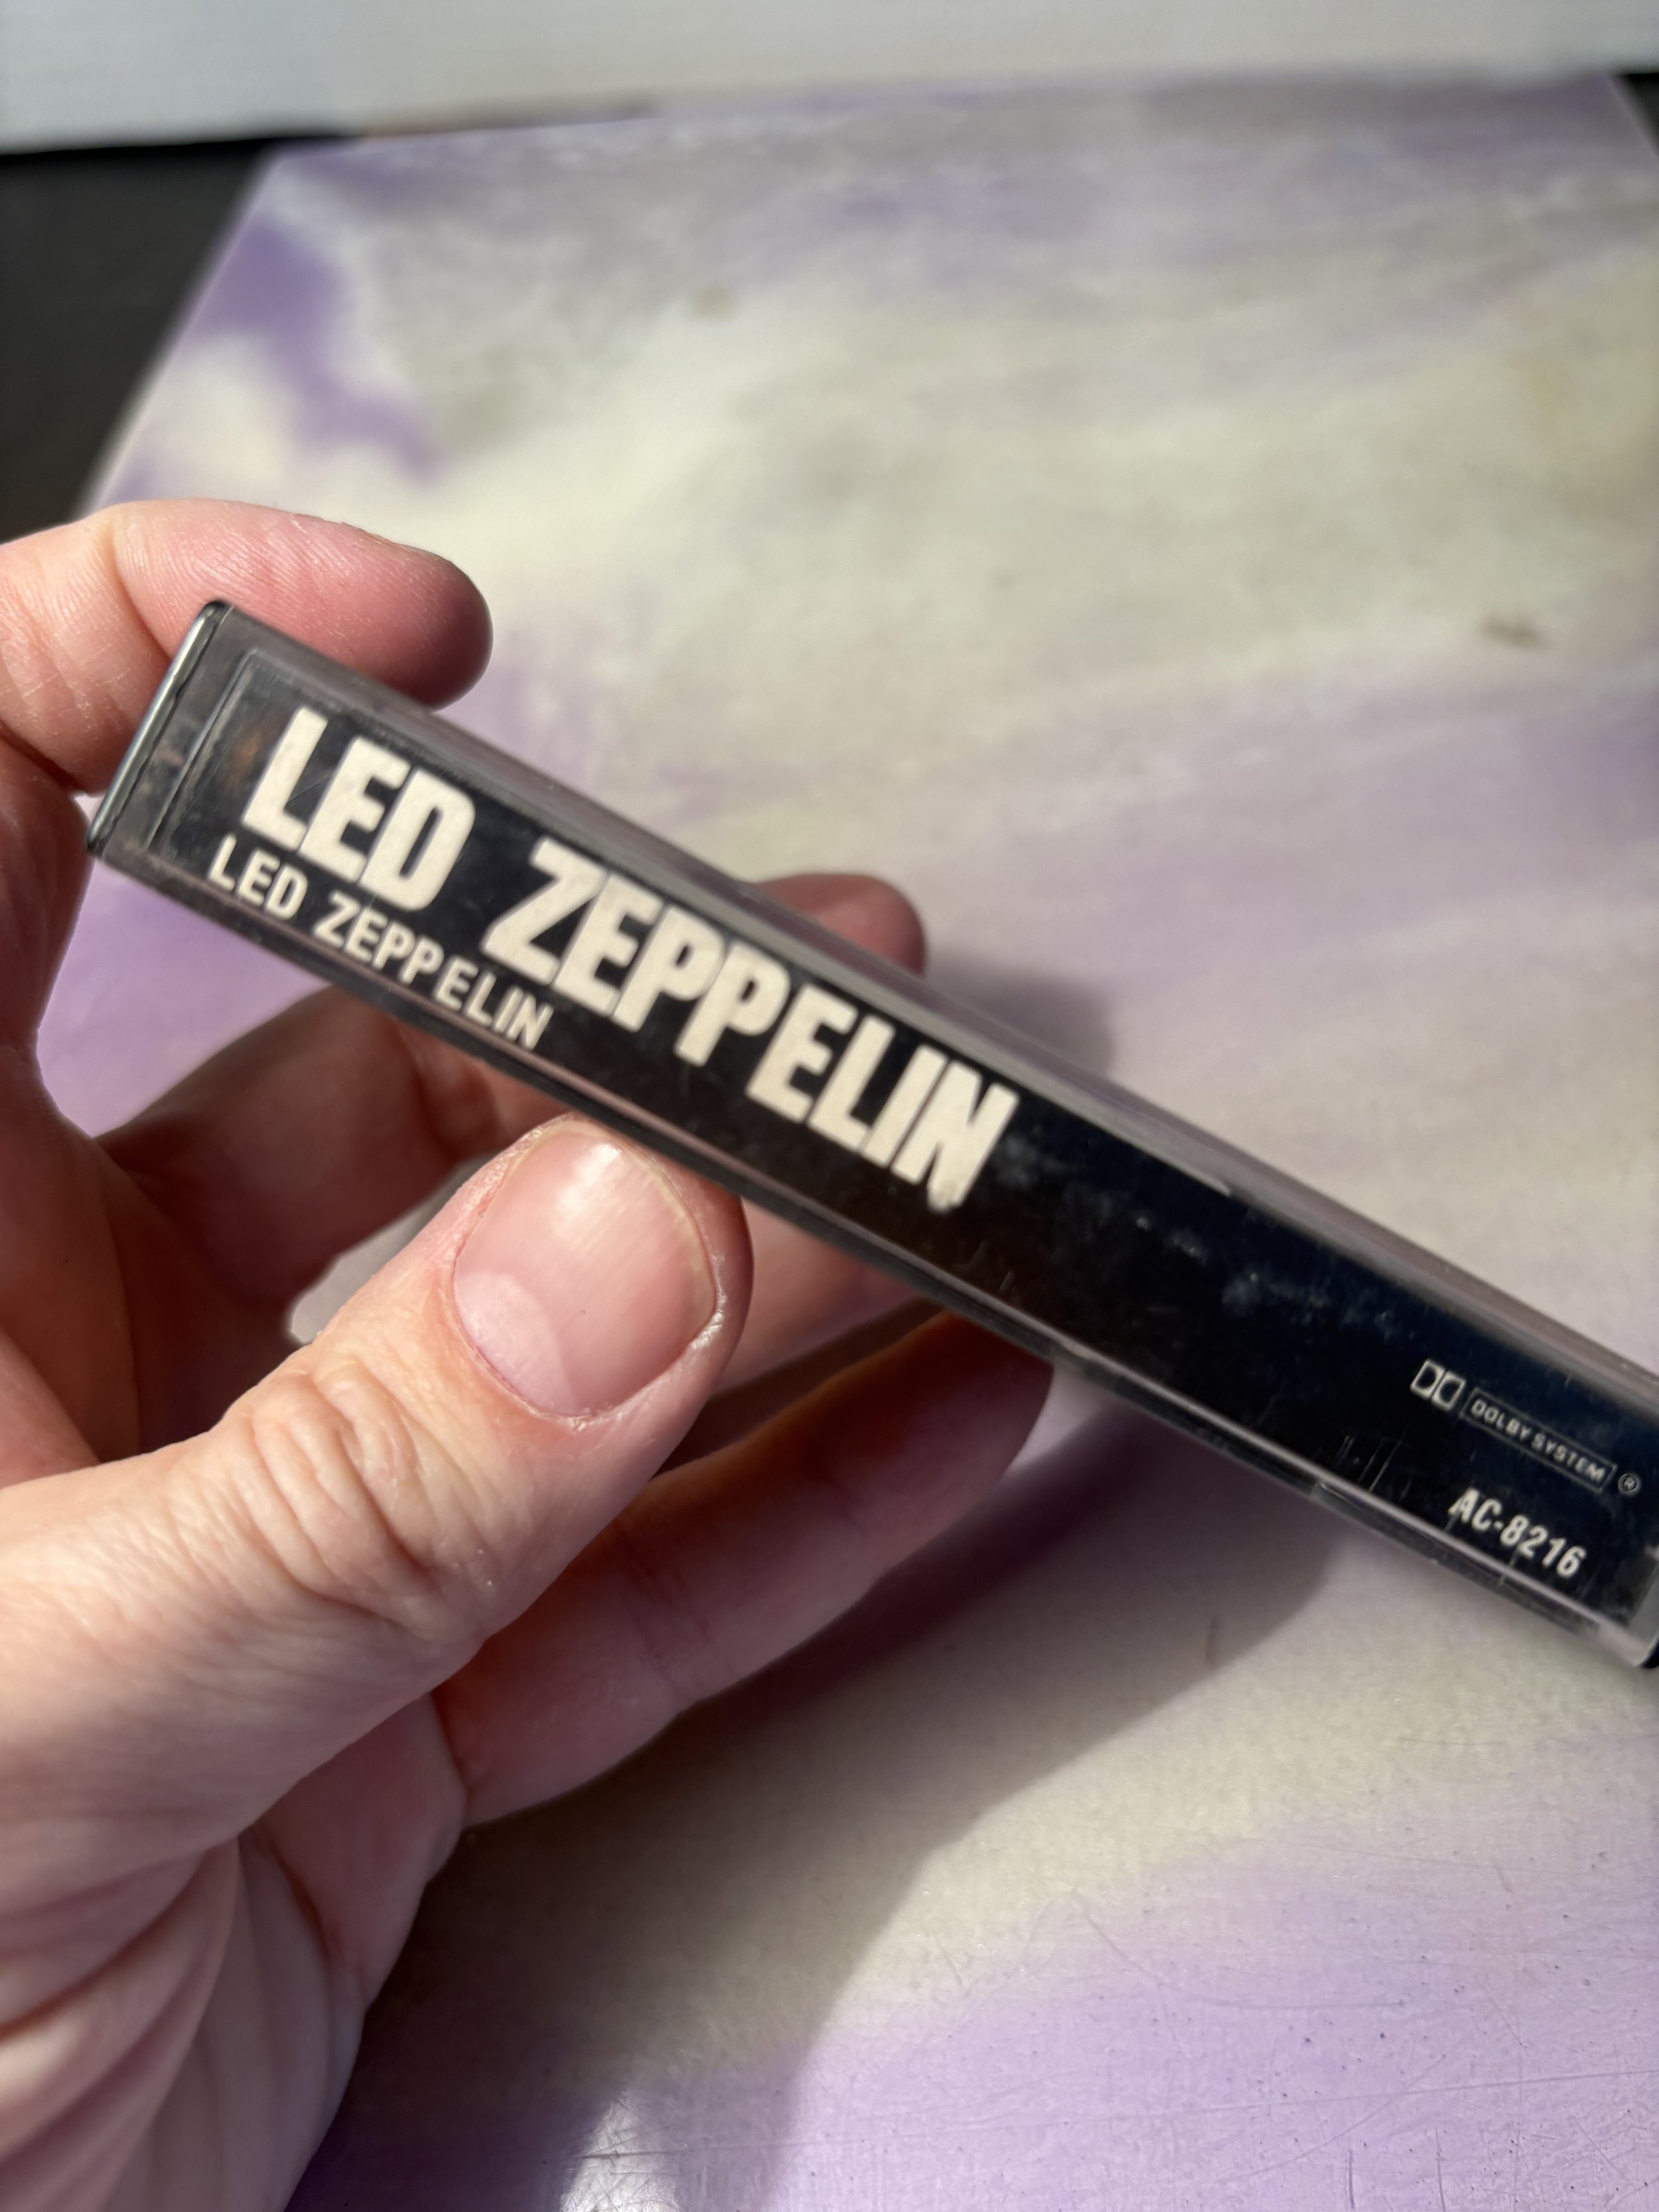 LED ZEPPELIN
LED ZEPPELIN
DOLBY SYSTEM ®
AC-8216